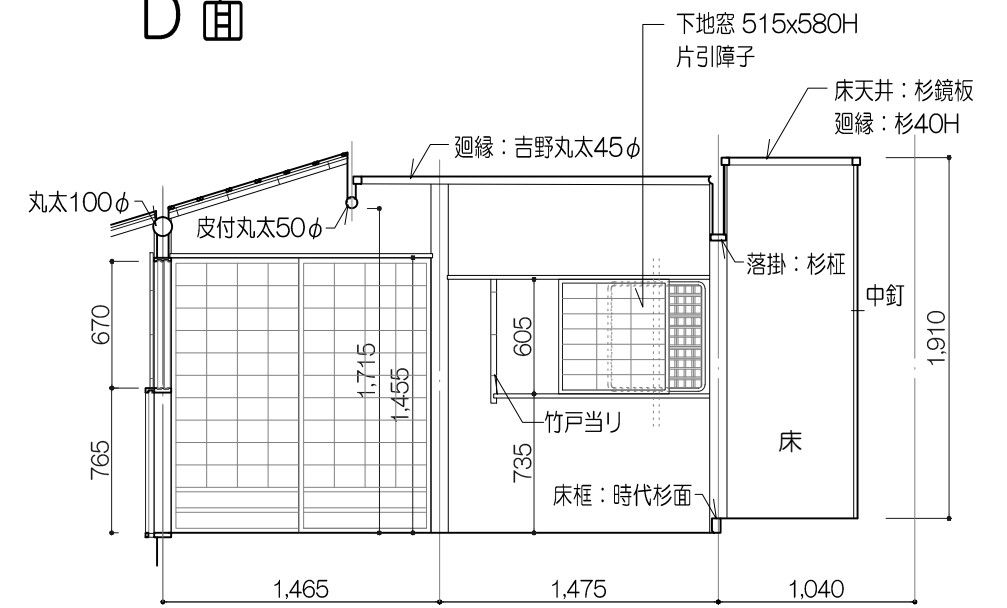 D面
下地窓 515x580H
片引障子
床天井：杉鏡板
廻縁：杉40H
廻縁：吉野丸太45φ
丸太100φ
皮付丸太50φ
落掛：杉柾
中釘
670
605
1,715
1,455
1,910
竹戸当り
床
765
735
床框：時代杉面
1,465
1,475
1,040